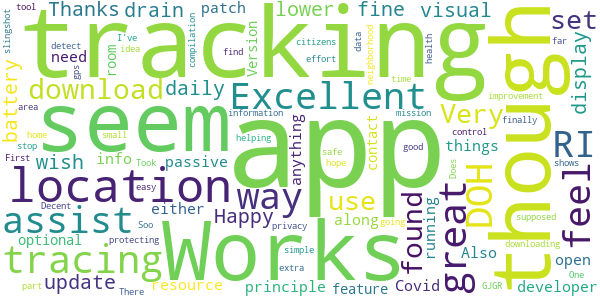 Thanks drain patch lower fine visual set
tracking
slingshot tool room I've idea need detect gps
Version find effort citizens neighborhood data health far display
battery download daily Excellent Very though
area information compilation mission time improvement
home small helping safe hope good contact control finally
seem app things DOH RI
First stop wish info passive anything
location way use shows feel
Took easy privacy Does
assist Happy either found along running great Also supposed
Decent protecting Soo going downloading One
tracing Works optional simple Covid feature open
update resource principle developer
part There extra GJGR